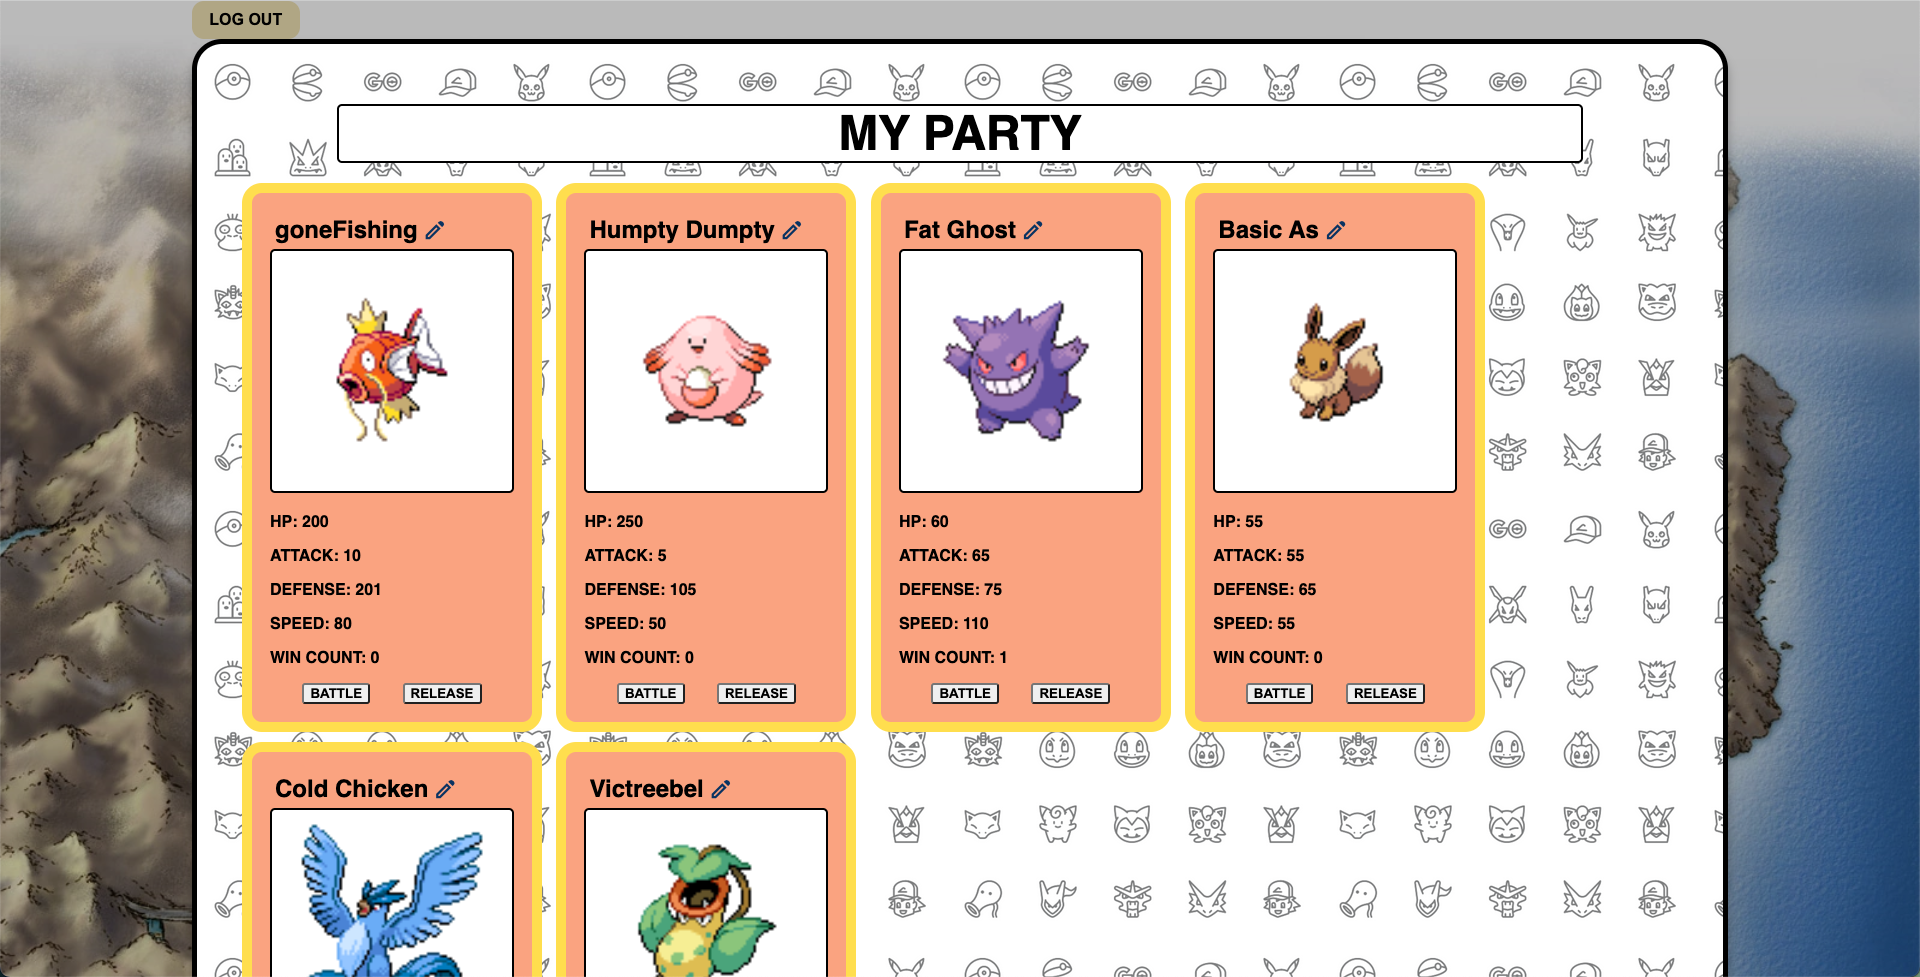 LOG OUT
MY PARTY
goneFishing
HP: 200
ATTACK: 10
DEFENSE: 201
SPEED: 80
WIN COUNT: 0
BATTLE RELEASE
Humpty Dumpty
HP: 250
ATTACK: 5
DEFENSE: 105
SPEED: 50
WIN COUNT: 0
BATTLE RELEASE
Fat Ghost
HP: 60
ATTACK: 65
DEFENSE: 75
SPEED: 110
WIN COUNT: 1
BATTLE RELEASE
Basic As
HP: 55
ATTACK: 55
DEFENSE: 65
SPEED: 55
WIN COUNT: 0
BATTLE RELEASE
Cold Chicken
Victreebel